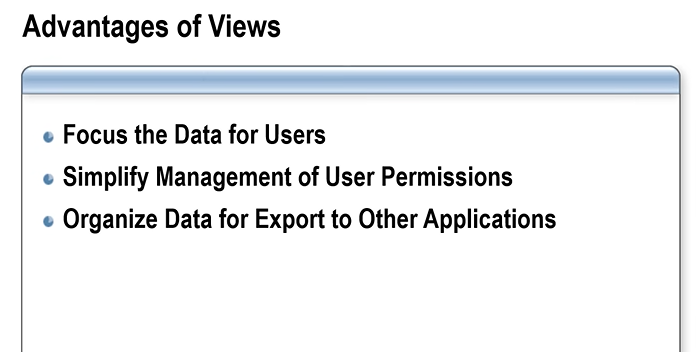 Advantages of Views
Focus the Data for Users
Simplify Management of User Permissions
Organize Data for Export to Other Applications